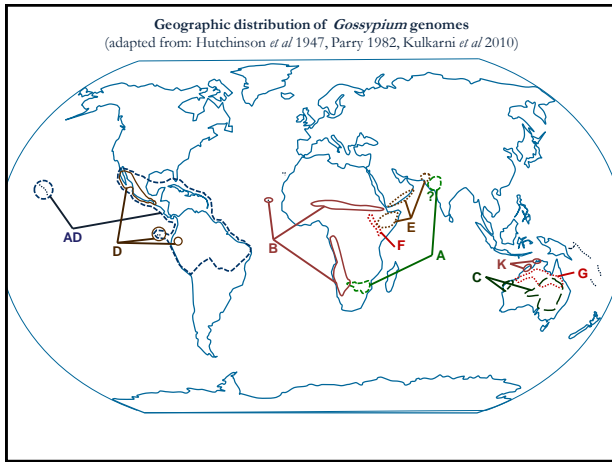 Geographic distribution of Gossypium genomes
(adapted from: Hutchinson et al 1947, Parry 1982, Kulkarni et al 2010)
?
E
AD
D
B
F
A
K
G
C